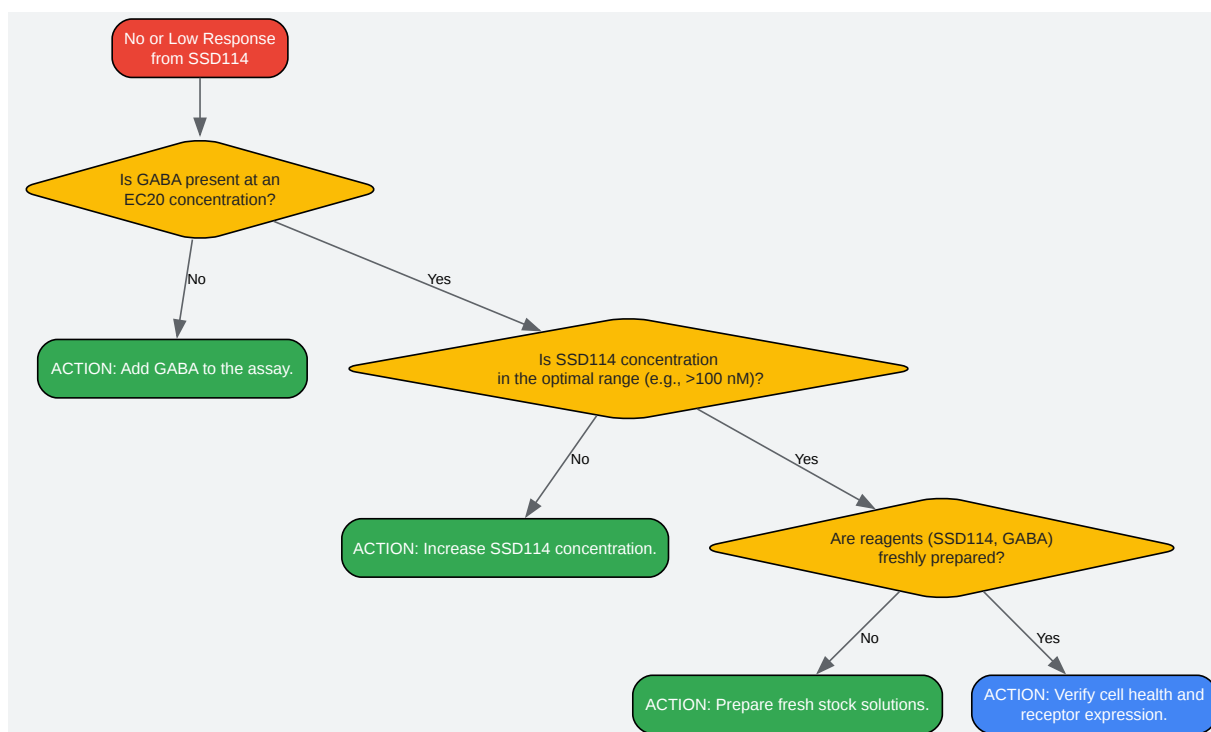 No or Low Response
from SSD114
Is GABA present at an
EC20 concentration?
No
Yes
ACTION: Add GABA to the assay.
Is SSD114 concentration
in the optimal range (e.g., >100 nM)?
No
Yes
ACTION: Increase SSD114 concentration.
Are reagents (SSD114, GABA)
freshly prepared?
No
Yes
ACTION: Prepare fresh stock solutions.
ACTION: Verify cell health and
receptor expression.